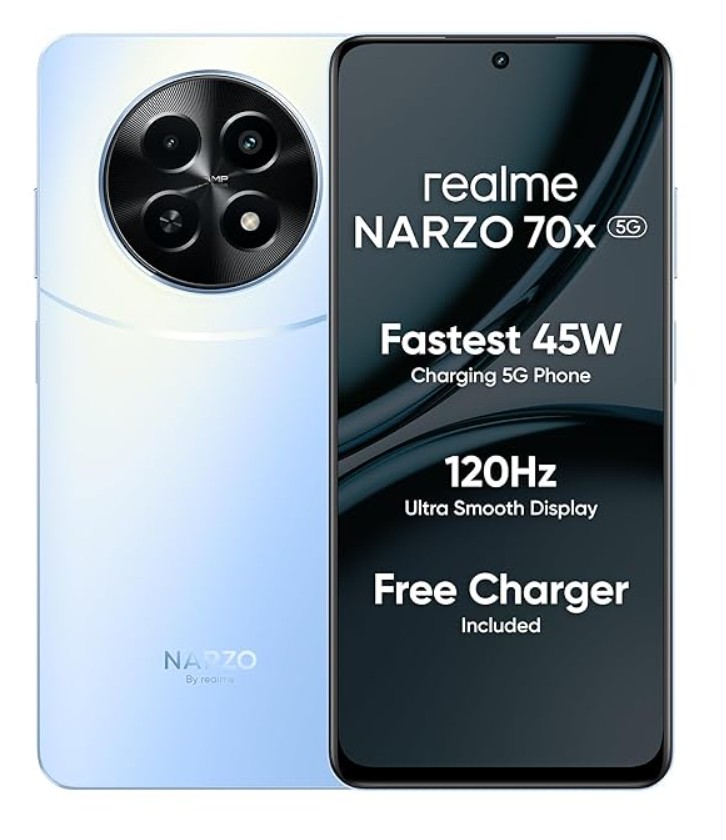 realme
NARZO 70x 5G
Fastest 45W
Charging 5G Phone
120Hz
Ultra Smooth Display
Free Charger
Included
MP
NARZO
By realme